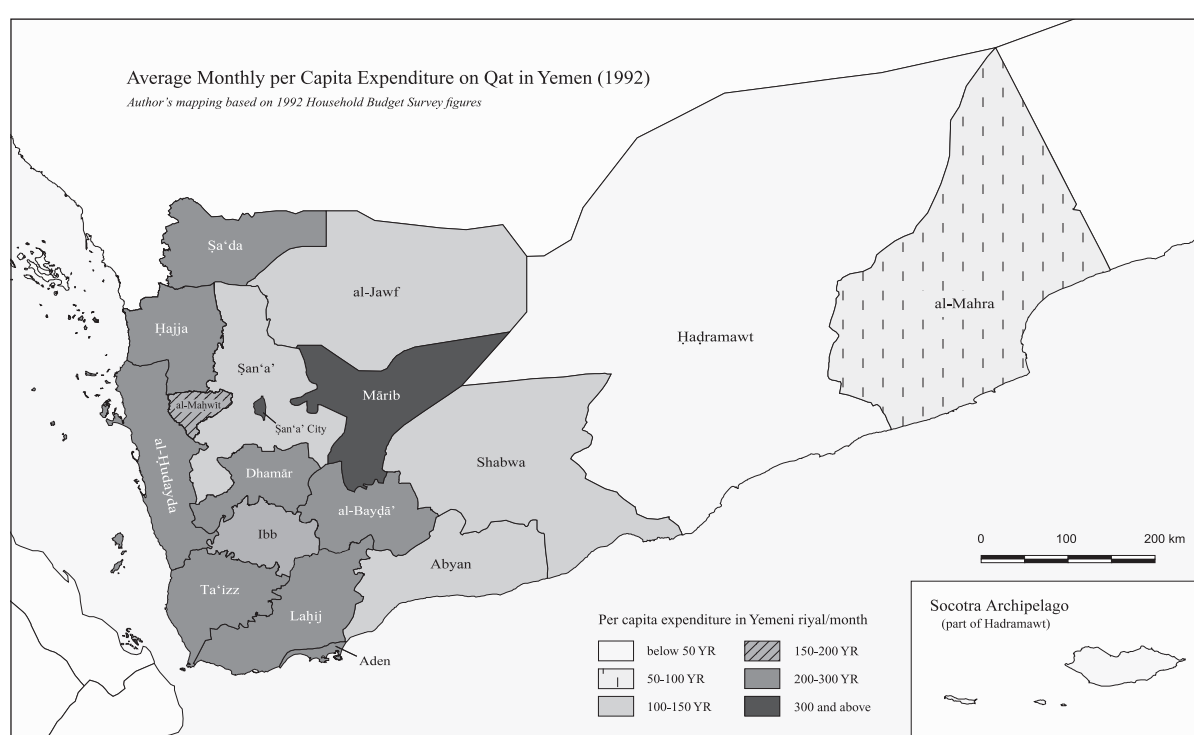 Average Monthly per Capita Expenditure on Qat in Yemen (1992)
Author's mapping based on 1992 Household Budget Survey figures
Ṣa‘da
al-Jawf
Ḥajja
al-Mahra
Ḥaḍramawt
Ṣan‘a’
Mārib
al-Maḥwīt
Ṣan‘a’ City
al-Ḥudayda
Dhamār
Shabwa
al-Bayḍā’
Ibb
Abyan
Ta‘izz
Laḥij
Aden
0 100 200 km
Per capita expenditure in Yemeni riyal/month
below 50 YR
50-100 YR
100-150 YR
150-200 YR
200-300 YR
300 and above
Socotra Archipelago
(part of Hadramawt)